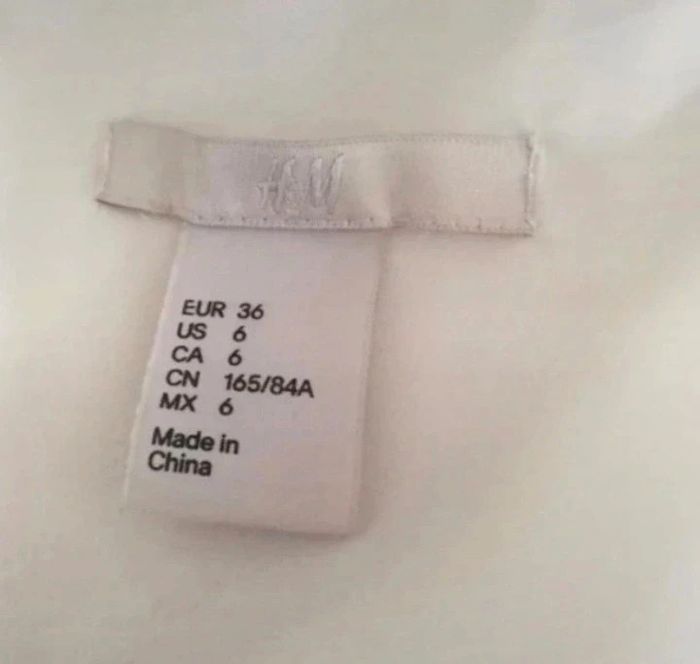 H&M
EUR 36
US 6
CA 6
CN 165/84A
MX 6
Made in
China